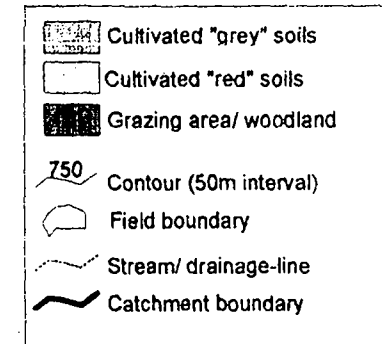 Cultivated "grey" soils
Cultivated "red" soils
Grazing area/ woodland
750
Contour (50m interval)
Field boundary
Stream/ drainage-line
Catchment boundary